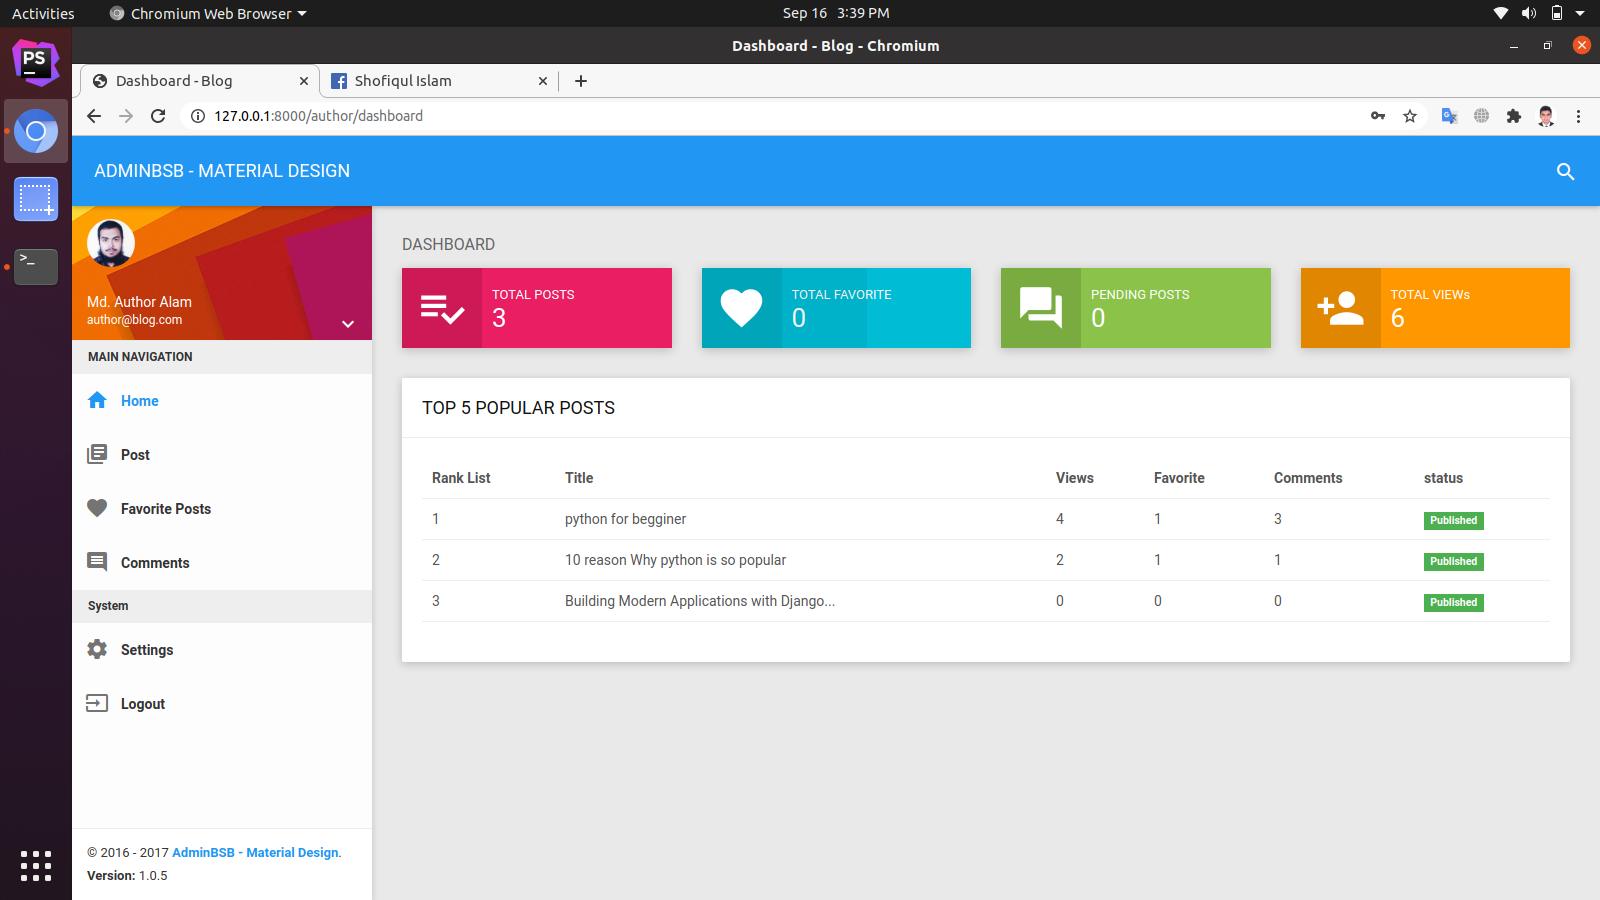 Activities
Chromium Web Browser
Sep 16 3:39 PM
PS
Dashboard - Blog - Chromium
Dashboard - Blog
Shofiqul Islam
127.0.0.1:8000/author/dashboard
ADMINBSB - MATERIAL DESIGN
Md. Author Alam
author@blog.com
MAIN NAVIGATION
Home
Post
Favorite Posts
Comments
System
Settings
Logout
© 2016 - 2017 AdminBSB - Material Design.
Version: 1.0.5
DASHBOARD
TOTAL POSTS
3
TOTAL FAVORITE
0
PENDING POSTS
0
TOTAL VIEWs
6
TOP 5 POPULAR POSTS
Rank List Title Views Favorite Comments status
1 python for begginer 4 1 3 Published
2 10 reason Why python is so popular 2 1 1 Published
3 Building Modern Applications with Django... 0 0 0 Published